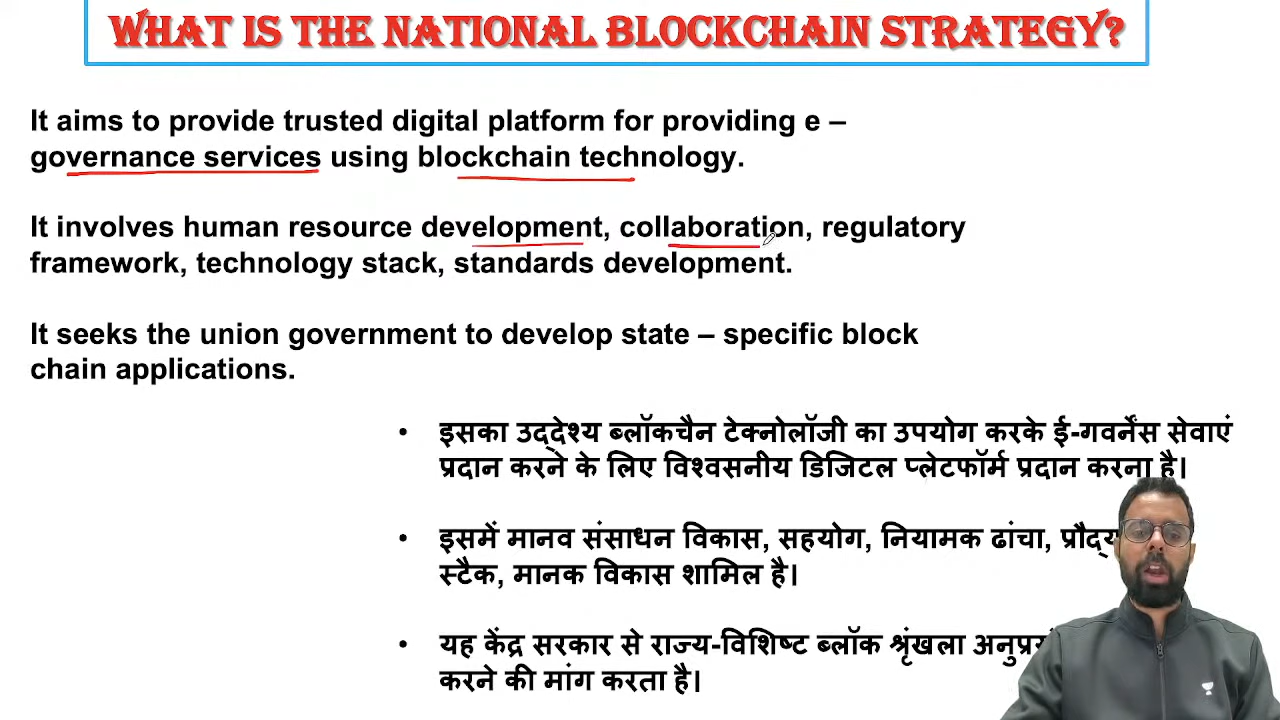 WHAT IS THE NATIONAL BLOCKCHAIN STRATEGY?
It aims to provide trusted digital platform for providing e –
governance services using blockchain technology.
It involves human resource development, collaboration, regulatory
framework, technology stack, standards development.
It seeks the union government to develop state – specific block
chain applications.
• इसका उद्देश्य ब्लॉकचैन टेक्नोलॉजी का उपयोग करके ई-गवर्नेंस सेवाएं
प्रदान करने के लिए विश्वसनीय डिजिटल प्लेटफॉर्म प्रदान करना है।
• इसमें मानव संसाधन विकास, सहयोग, नियामक ढांचा,
स्टैक, मानक विकास शामिल है।
• यह केंद्र सरकार से राज्य-विशिष्ट ब्लॉक श्रृंखला
करने की मांग करता है।